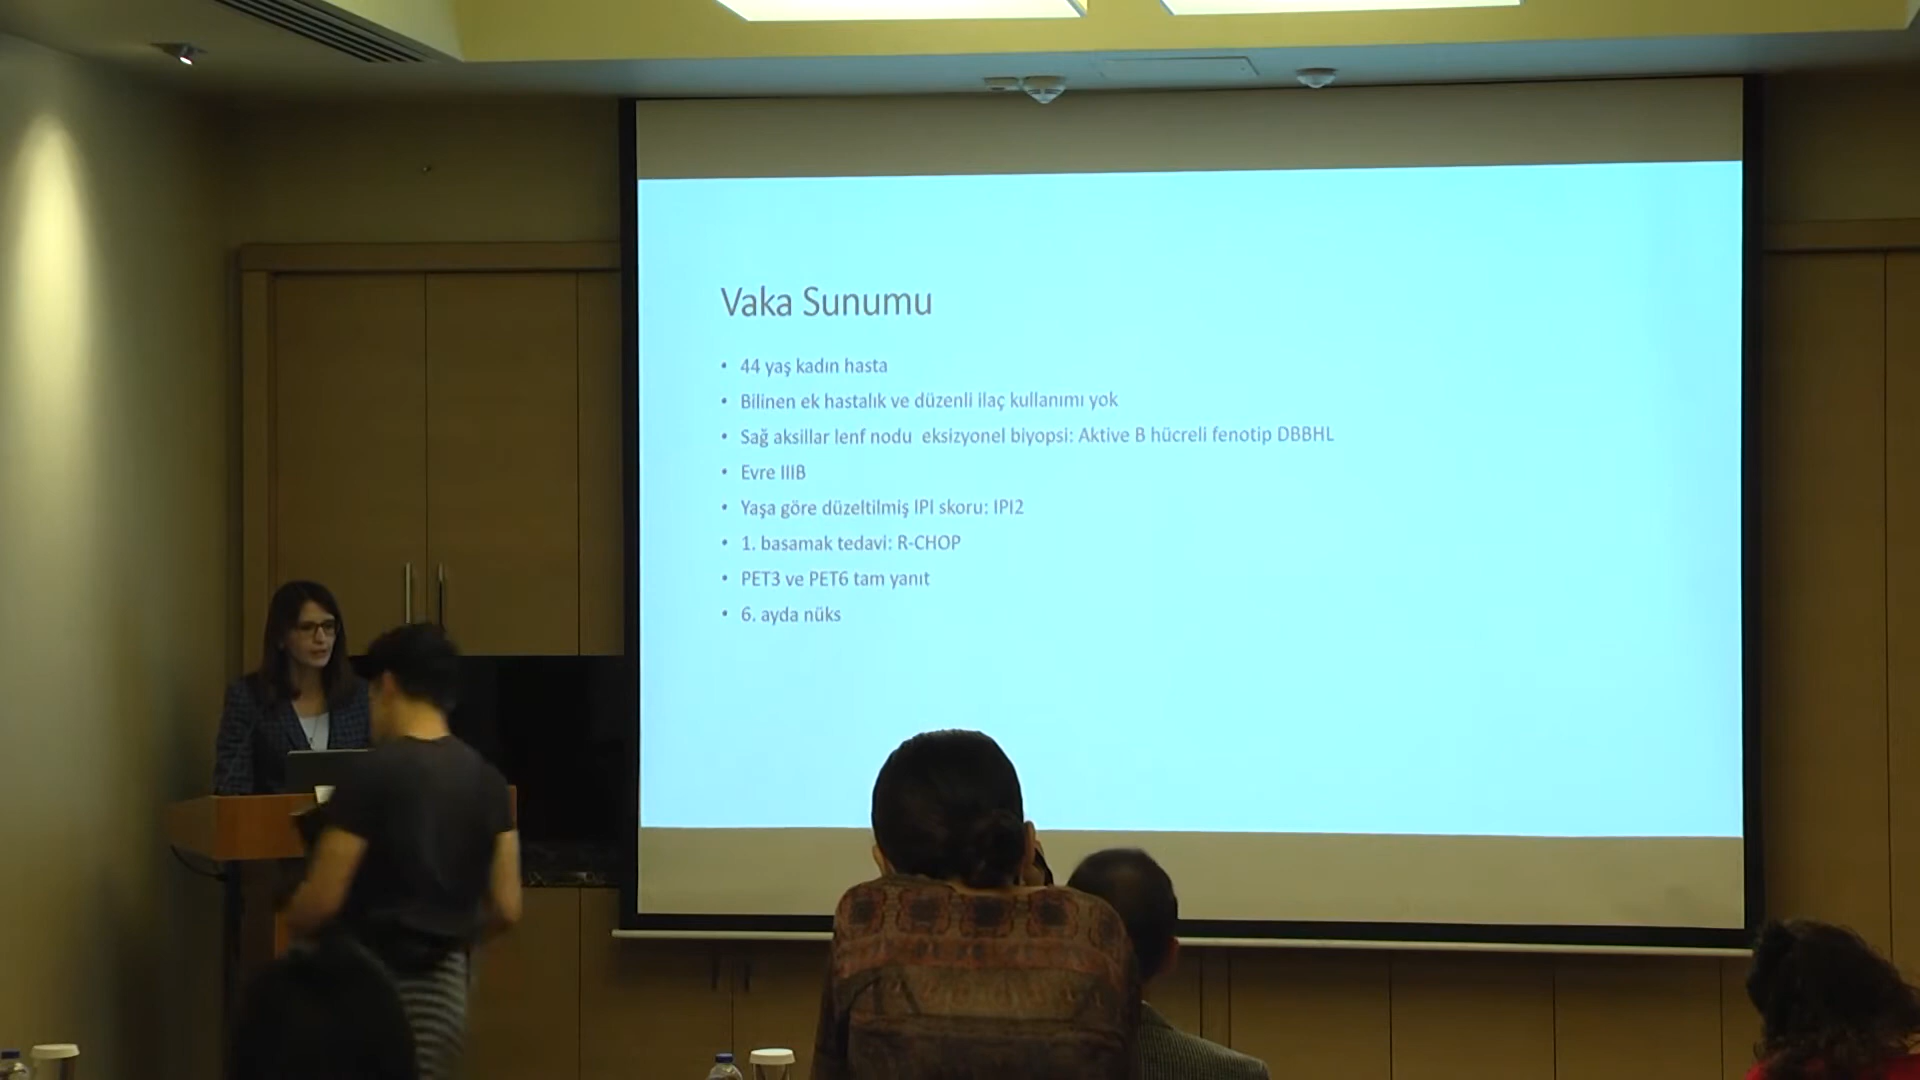 Vaka Sunumu
• 44 yaş kadın hasta
• Bilinen ek hastalık ve düzenli ilaç kullanımı yok
• Sağ aksillar lenf nodu eksizyonel biyopsi: Aktive B hücreli fenotip DBBHL
• Evre IIIB
• Yaşa göre düzeltilmiş IPI skoru: IPI2
• 1. basamak tedavi: R-CHOP
• PET3 ve PET6 tam yanıt
• 6. ayda nüks